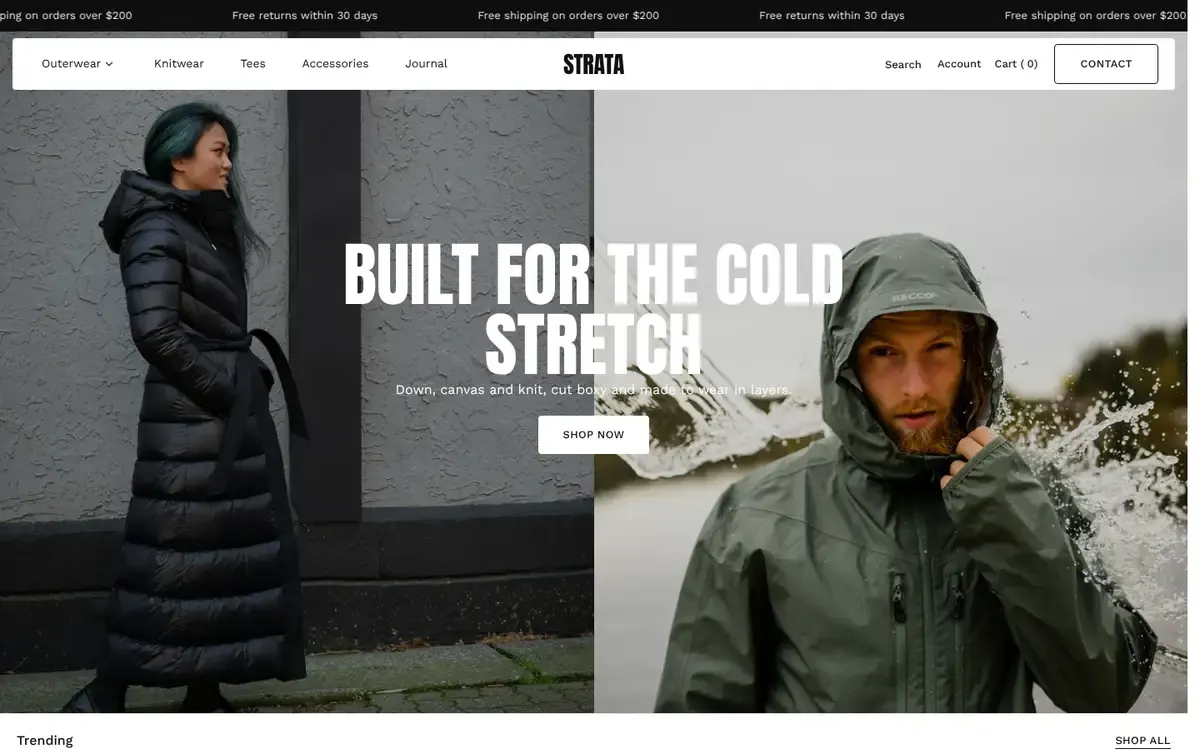 ping on orders over $200
Free returns within 30 days
Free shipping on orders over $200
Free returns within 30 days
Free shipping on orders over $200
Outerwear
Knitwear
Tees
Accessories
Journal
STRATA
Search
Account
Cart ( 0)
CONTACT
RECCO
BUILT FOR THE COLD
STRETCH
Down, canvas and knit, cut boxy and made to wear in layers.
SHOP NOW
Trending
SHOP ALL